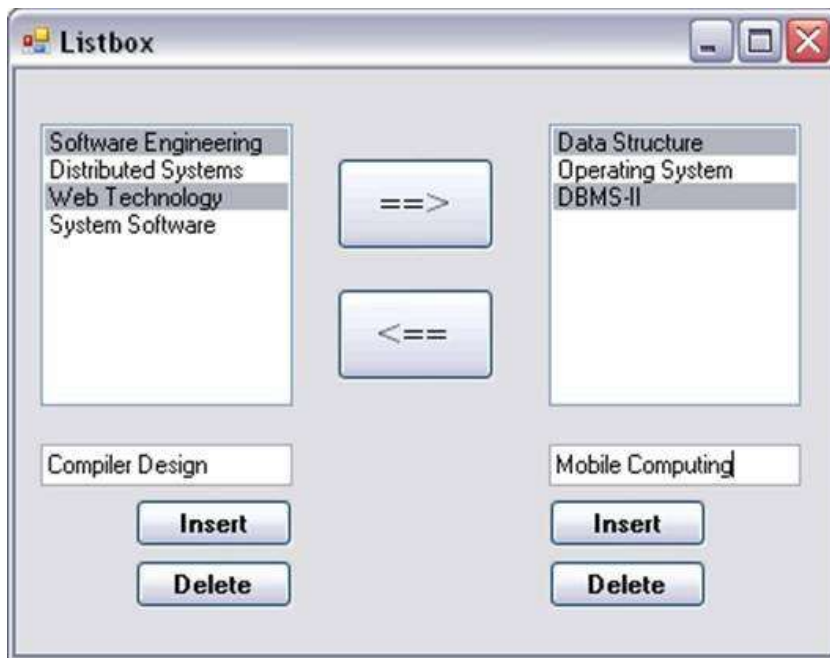 Listbox
Software Engineering
Distributed Systems
Web Technology
System Software
==>
<==
Data Structure
Operating System
DBMS-II
Compiler Design
Insert
Delete
Mobile Computing
Insert
Delete